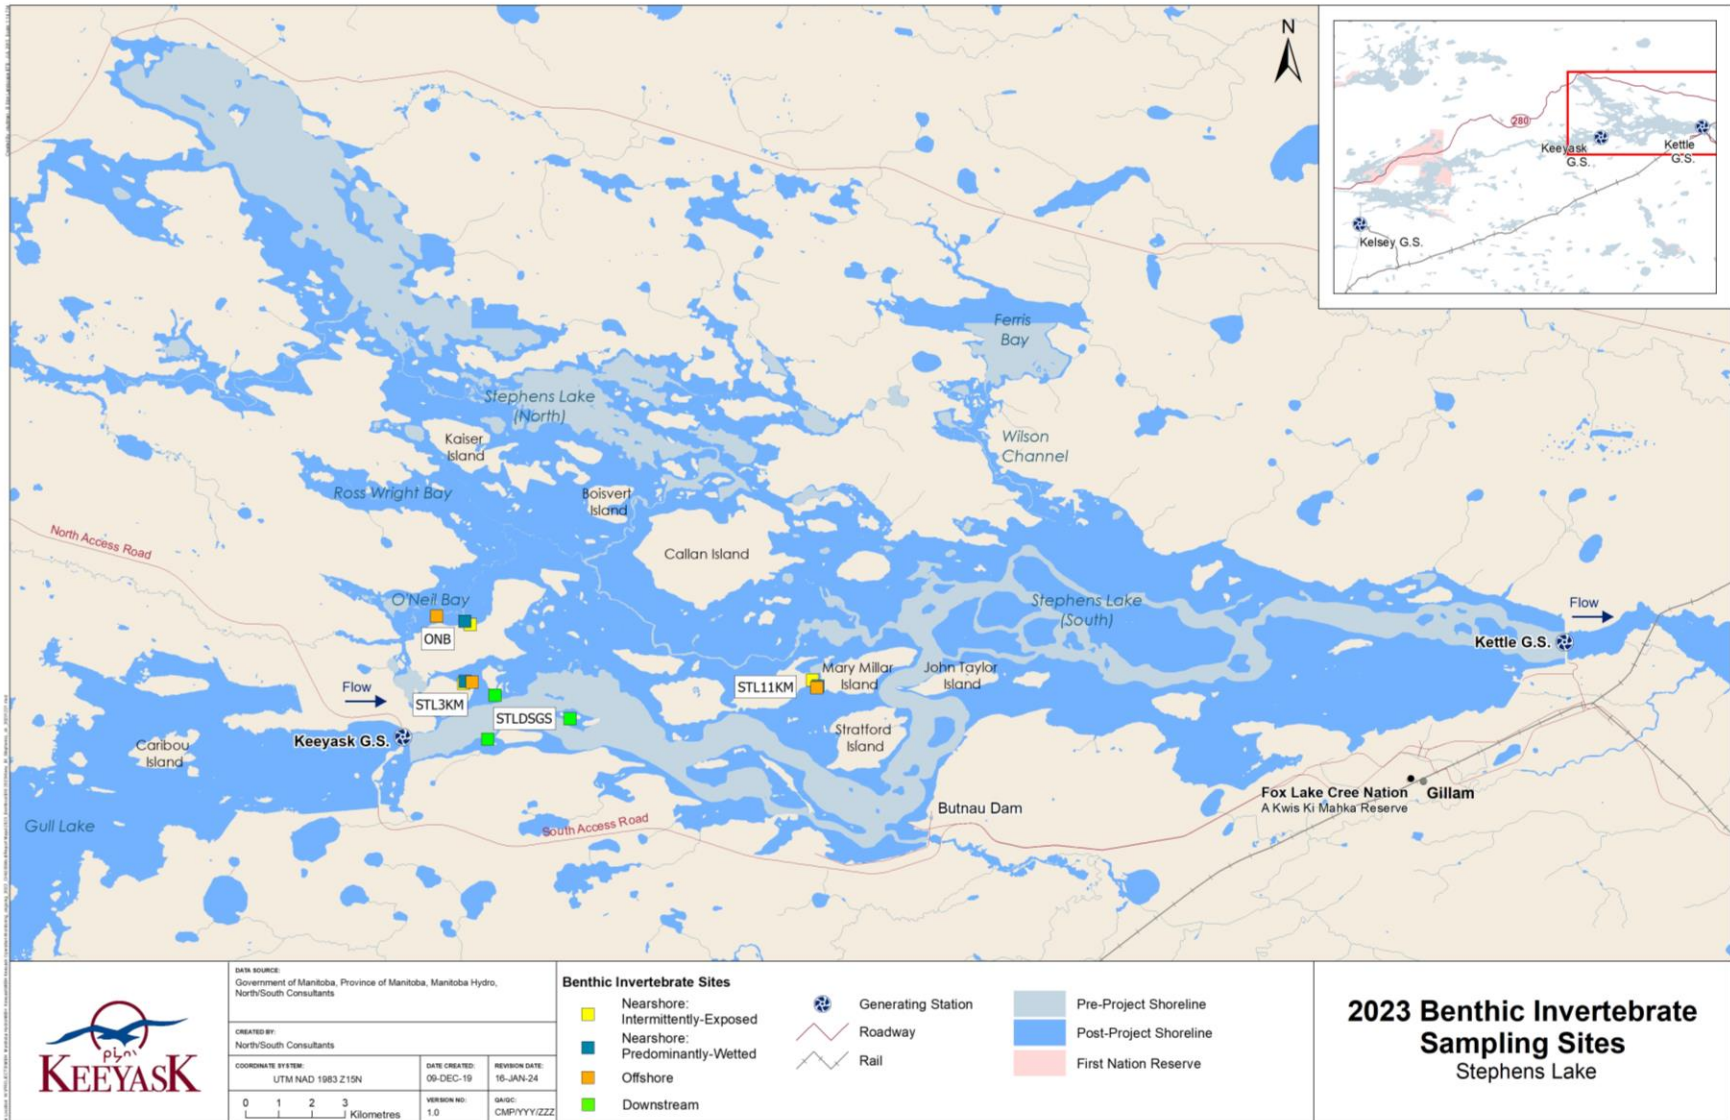 N
280
Keeyask
G.S.
Kettle
G.S.
Kelsey G.S.
Ferris
Bay
Stephens Lake
(North)
Kaiser
Island
Wilson
Channel
Ross Wright Bay
Boisvert
Island
North Access Road
Callan Island
O'Neil Bay
Stephens Lake
(South)
Flow
ONB
Kettle G.S.
Mary Millar
Island
John Taylor
Island
Flow
STL11KM
STL3KM
STLDSGS
Keeyask G.S.
Stratford
Island
Caribou
Island
Fox Lake Cree Nation
A Kwis Ki Mahka Reserve
Gillam
Butnau Dam
Gull Lake
South Access Road
KEEYASK
DATA SOURCE:
Government of Manitoba, Province of Manitoba, Manitoba Hydro,
North/South Consultants
CREATED BY:
North/South Consultants
COORDINATE SYSTEM:
UTM NAD 1983 Z15N
DATE CREATED:
09-DEC-19
REVISION DATE:
16-JAN-24
0 1 2 3
Kilometres
VERSION NO:
1.0
QA/QC:
CMP/YYY/ZZZ
Benthic Invertebrate Sites
Nearshore:
Intermittently-Exposed
Nearshore:
Predominantly-Wetted
Offshore
Downstream
Generating Station
Roadway
Rail
Pre-Project Shoreline
Post-Project Shoreline
First Nation Reserve
2023 Benthic Invertebrate
Sampling Sites
Stephens Lake